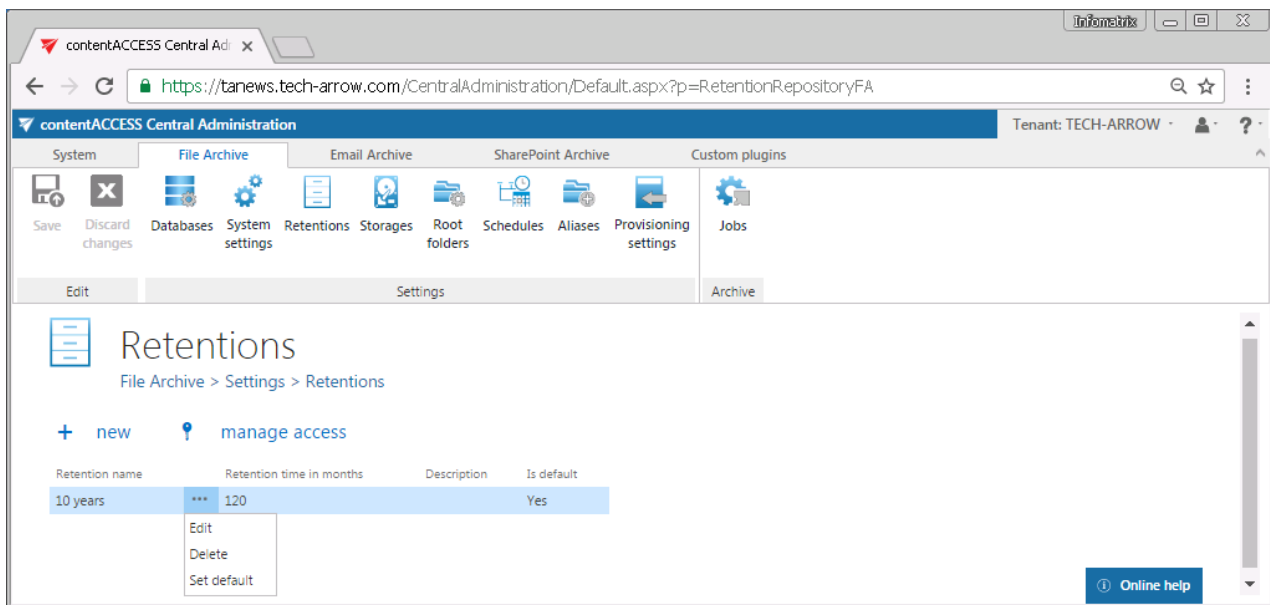 Infomatrix
contentACCESS Central Adi
https://tanews.tech-arrow.com/CentralAdministration/Default.aspx?p=RetentionRepositoryFA
contentACCESS Central Administration
Tenant: TECH-ARROW
?
System File Archive Email Archive SharePoint Archive Custom plugins
Save Discard changes Databases System settings Retentions Storages Root folders Schedules Aliases Provisioning settings Jobs
Edit Settings Archive
Retentions
File Archive > Settings > Retentions
+ new manage access
Retention name Retention time in months Description Is default
10 years *** 120 Yes
Edit
Delete
Set default
Online help